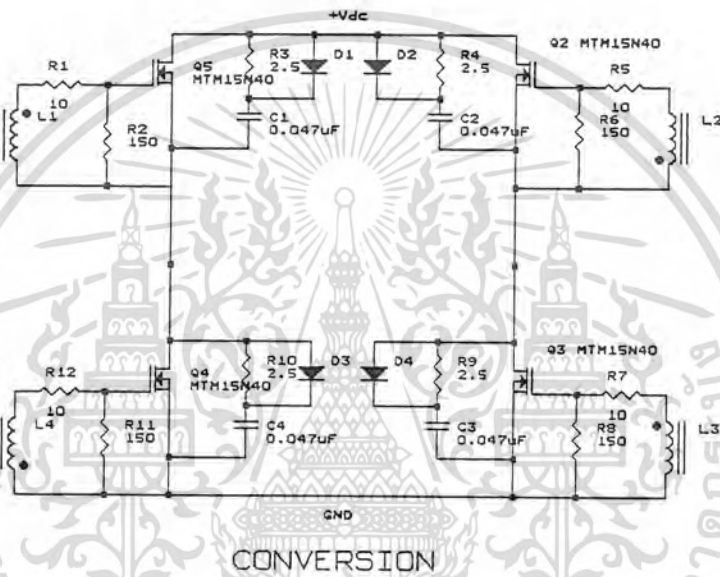 +Vdc
R1
10
L1
R2
150
Q5
MTM15N40
R3
2.5
D1
C1
0.047uF
D2
R4
2.5
C2
0.047uF
Q2 MTM15N40
R5
10
R6
150
L2
R12
10
L4
R11
150
Q4
MTM15N40
R10
2.5
D3
C4
0.047uF
D4
R9
2.5
C3
0.047uF
Q3 MTM15N40
R7
10
R8
150
L3
GND
CONVERSION